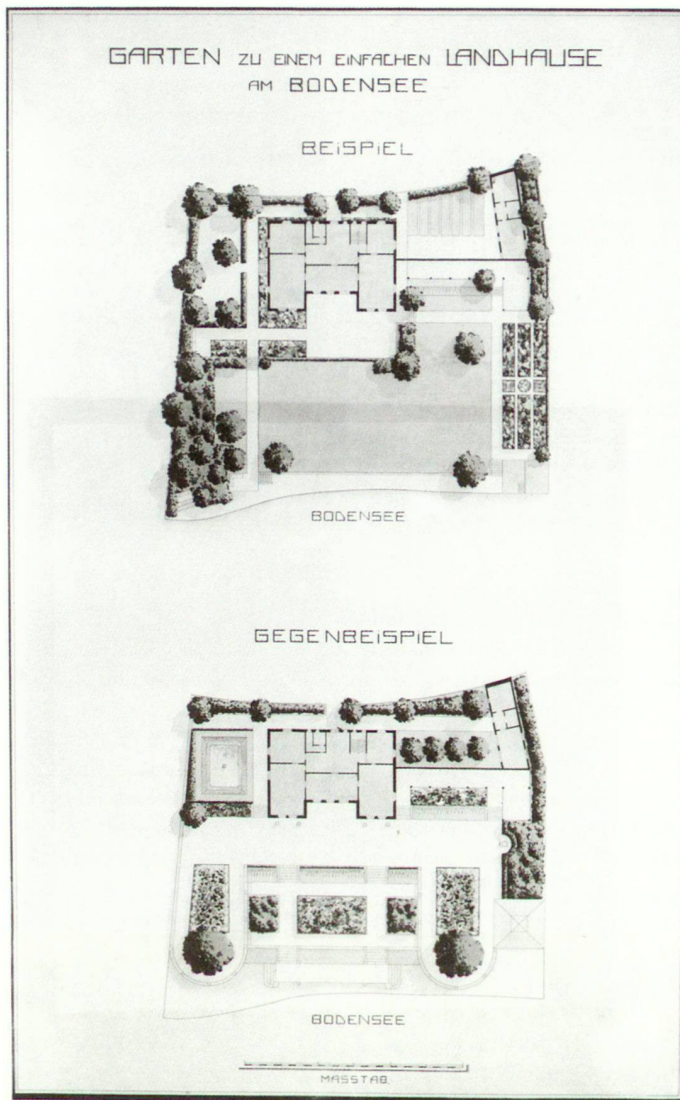 GARTEN ZU EINEM EINFACHEN LANDHAUSE
AM BODENSEE
BEISPIEL
BODENSEE
GEGENBEISPIEL
BODENSEE
MASSTAB.